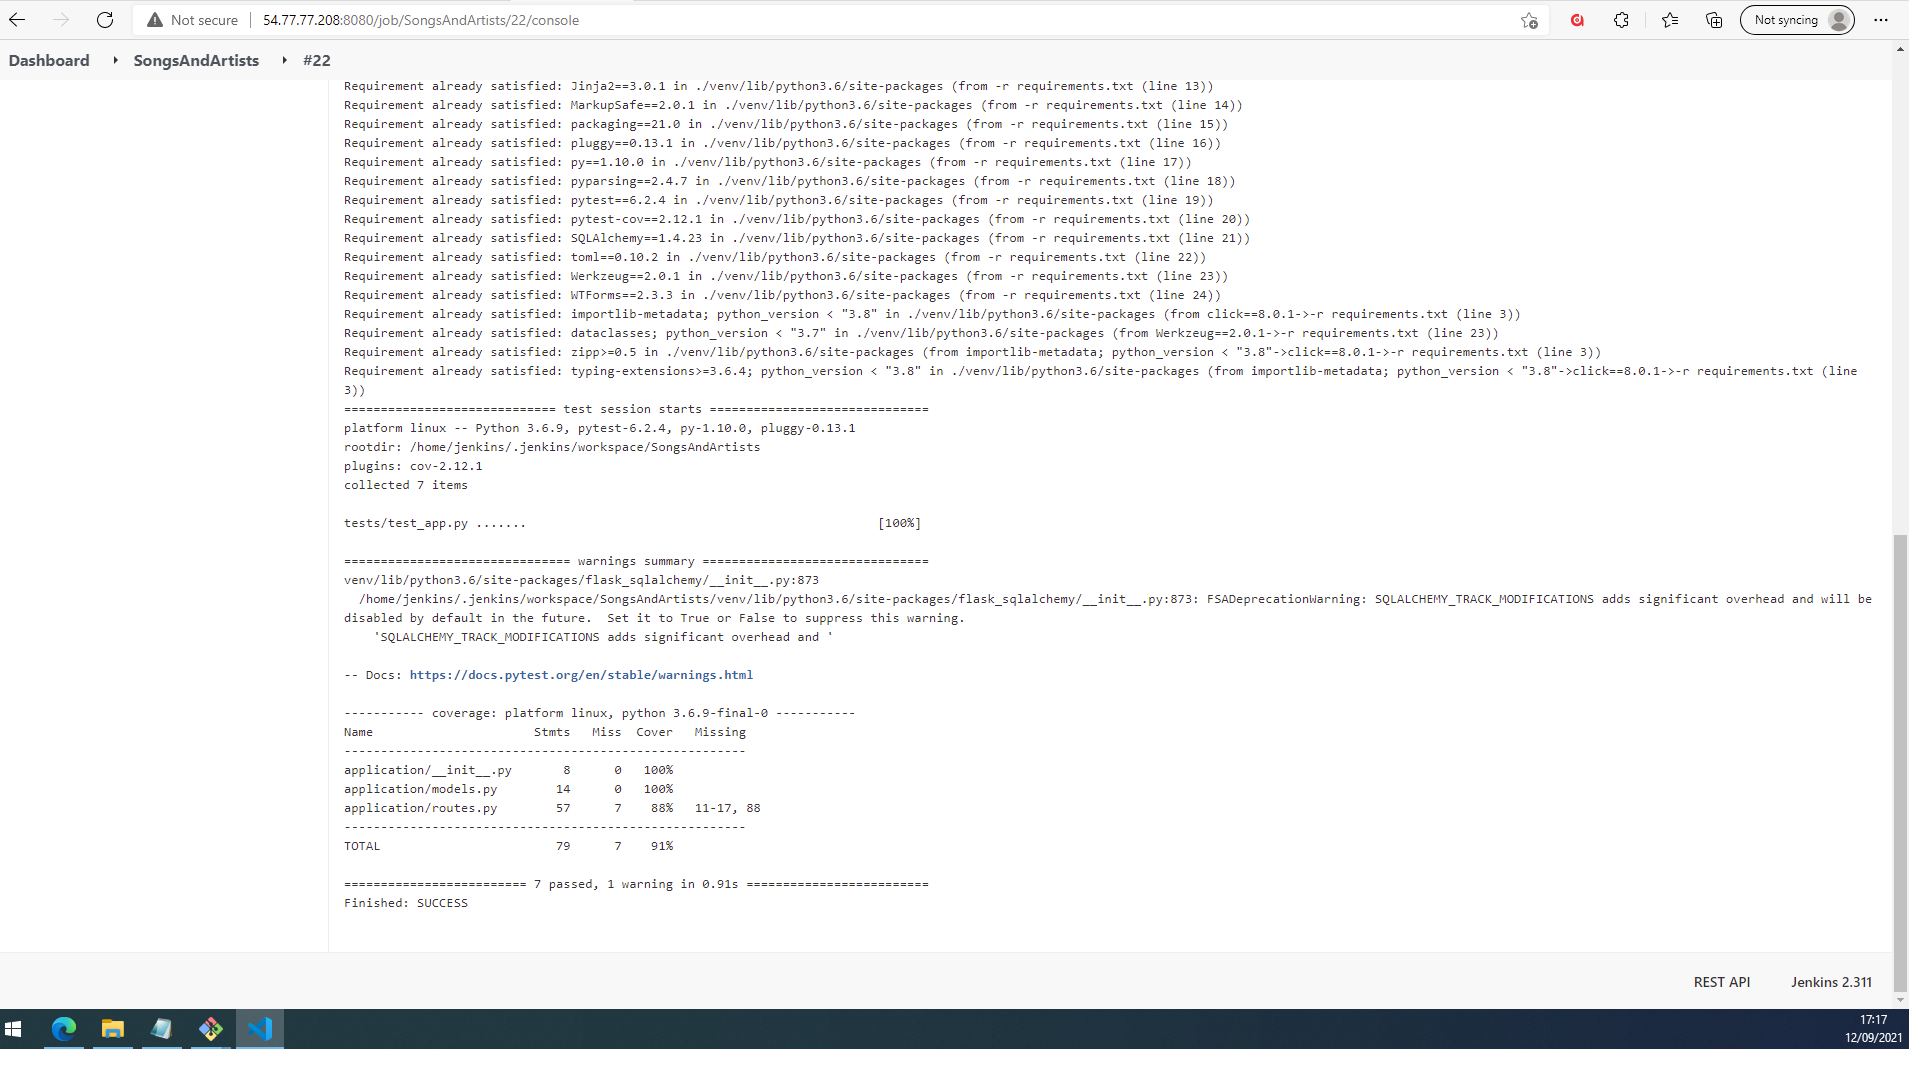 Not secure
54.77.77.208:8080/job/SongsAndArtists/22/console
Not syncing
Dashboard
SongsAndArtists
#22
Requirement already satisfied: Jinja2==3.0.1 in ./venv/lib/python3.6/site-packages (from -r requirements.txt (line 13))
Requirement already satisfied: MarkupSafe==2.0.1 in ./venv/lib/python3.6/site-packages (from -r requirements.txt (line 14))
Requirement already satisfied: packaging==21.0 in ./venv/lib/python3.6/site-packages (from -r requirements.txt (line 15))
Requirement already satisfied: pluggy==0.13.1 in ./venv/lib/python3.6/site-packages (from -r requirements.txt (line 16))
Requirement already satisfied: py==1.10.0 in ./venv/lib/python3.6/site-packages (from -r requirements.txt (line 17))
Requirement already satisfied: pyparsing==2.4.7 in ./venv/lib/python3.6/site-packages (from -r requirements.txt (line 18))
Requirement already satisfied: pytest==6.2.4 in ./venv/lib/python3.6/site-packages (from -r requirements.txt (line 19))
Requirement already satisfied: pytest-cov==2.12.1 in ./venv/lib/python3.6/site-packages (from -r requirements.txt (line 20))
Requirement already satisfied: SQLAlchemy==1.4.23 in ./venv/lib/python3.6/site-packages (from -r requirements.txt (line 21))
Requirement already satisfied: toml==0.10.2 in ./venv/lib/python3.6/site-packages (from -r requirements.txt (line 22))
Requirement already satisfied: Werkzeug==2.0.1 in ./venv/lib/python3.6/site-packages (from -r requirements.txt (line 23))
Requirement already satisfied: WTForms==2.3.3 in ./venv/lib/python3.6/site-packages (from -r requirements.txt (line 24))
Requirement already satisfied: importlib-metadata; python_version < "3.8" in ./venv/lib/python3.6/site-packages (from click==8.0.1->-r requirements.txt (line 3))
Requirement already satisfied: dataclasses; python_version < "3.7" in ./venv/lib/python3.6/site-packages (from Werkzeug==2.0.1->-r requirements.txt (line 23))
Requirement already satisfied: zipp>=0.5 in ./venv/lib/python3.6/site-packages (from importlib-metadata; python_version < "3.8"->click==8.0.1->-r requirements.txt (line 3))
Requirement already satisfied: typing-extensions>=3.6.4; python_version < "3.8" in ./venv/lib/python3.6/site-packages (from importlib-metadata; python_version < "3.8"->click==8.0.1->-r requirements.txt (line
3))
============================= test session starts ==============================
platform linux -- Python 3.6.9, pytest-6.2.4, py-1.10.0, pluggy-0.13.1
rootdir: /home/jenkins/.jenkins/workspace/SongsAndArtists
plugins: cov-2.12.1
collected 7 items
tests/test_app.py ....... [100%]
=============================== warnings summary ===============================
venv/lib/python3.6/site-packages/flask_sqlalchemy/__init__.py:873
/home/jenkins/.jenkins/workspace/SongsAndArtists/venv/lib/python3.6/site-packages/flask_sqlalchemy/__init__.py:873: FSADeprecationWarning: SQLALCHEMY_TRACK_MODIFICATIONS adds significant overhead and will be
disabled by default in the future.  Set it to True or False to suppress this warning.
'SQLALCHEMY_TRACK_MODIFICATIONS adds significant overhead and '
-- Docs: https://docs.pytest.org/en/stable/warnings.html
----------- coverage: platform linux, python 3.6.9-final-0 -----------
Name Stmts Miss Cover Missing
-------------------------------------------------------
application/__init__.py 8 0 100%
application/models.py 14 0 100%
application/routes.py 57 7 88% 11-17, 88
-------------------------------------------------------
TOTAL 79 7 91%
========================= 7 passed, 1 warning in 0.91s =========================
Finished: SUCCESS
REST API
Jenkins 2.311
17:17
12/09/2021